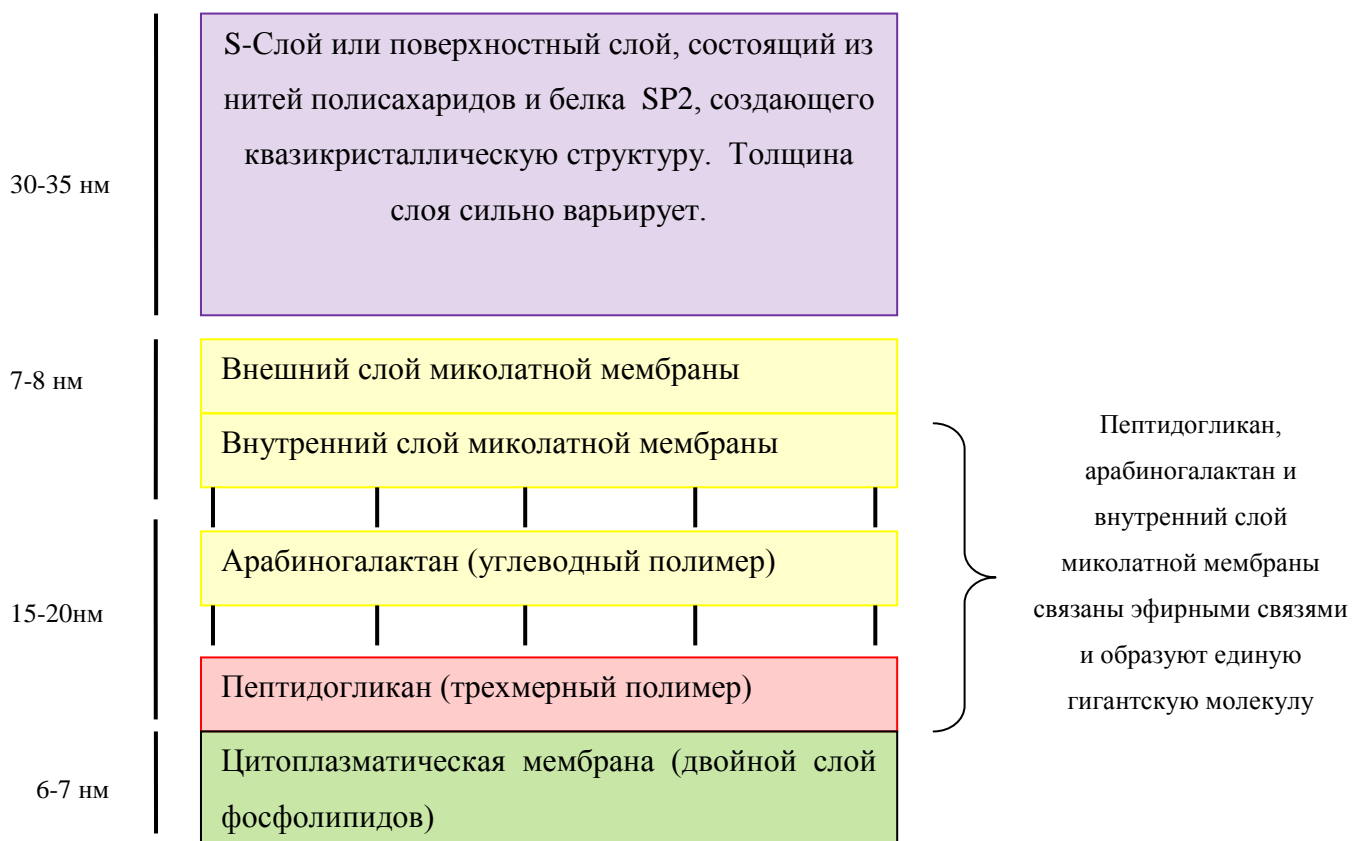 S-Слой или поверхностный слой, состоящий из
нитей полисахаридов и белка SP2, создающего
квазикристаллическую структуру. Толщина
слоя сильно варьирует.
30-35 нм
Внешний слой миколатной мембраны
7-8 нм
Внутренний слой миколатной мембраны
Арабиногалактан (углеводный полимер)
15-20нм
Пептидогликан (трехмерный полимер)
Цитоплазматическая мембрана (двойной слой
фосфолипидов)
6-7 нм
Пептидогликан,
арабиногалактан и
внутренний слой
миколатной мембраны
связаны эфирными связями
и образуют единую
гигантскую молекулу